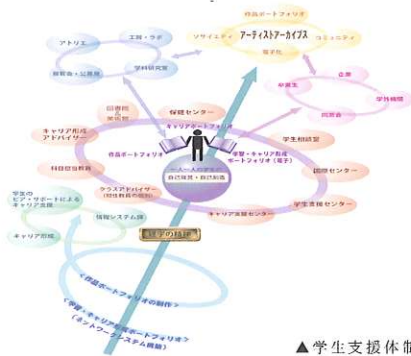 作品ポートフォリオ
ソサイエティ
アーティストアーカイブス
コミュニティ
電子化
アトリエ
工房・ラボ
展覧会・公募展
学科研究室
卒業生
企業
学外機関
同窓会
図書館
美術館
保健センター
キャリアポートフォリオ
キャリア形成
アドバイザー
作品ポートフォリオ
学習・キャリア形成
ポートフォリオ(電子)
学生相談室
科目担当教員
一人一人の学生の
自己発見・自己創造
国際センター
クラスアドバイザー
学生支援センター
キャリア支援センター
学生の
ピア・サポートによる
キャリア支援
情報システム課
キャリア形成
建学の精神
<作品ポートフォリオの制作>
<学習・キャリア形成ポートフォリオ>
(ネットワークシステム構築)
▲学生支援体制